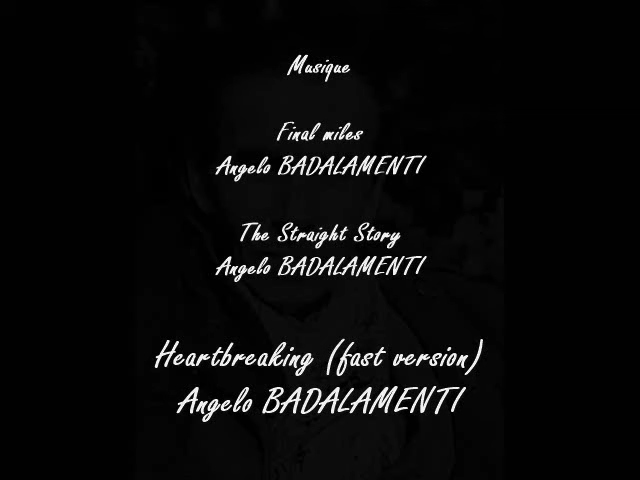 Musique
Final miles
Angelo BADALAMENTI
The Straight Story
Angelo BADALAMENTI
Heartbreaking (fast version)
Angelo BADALAMENTI